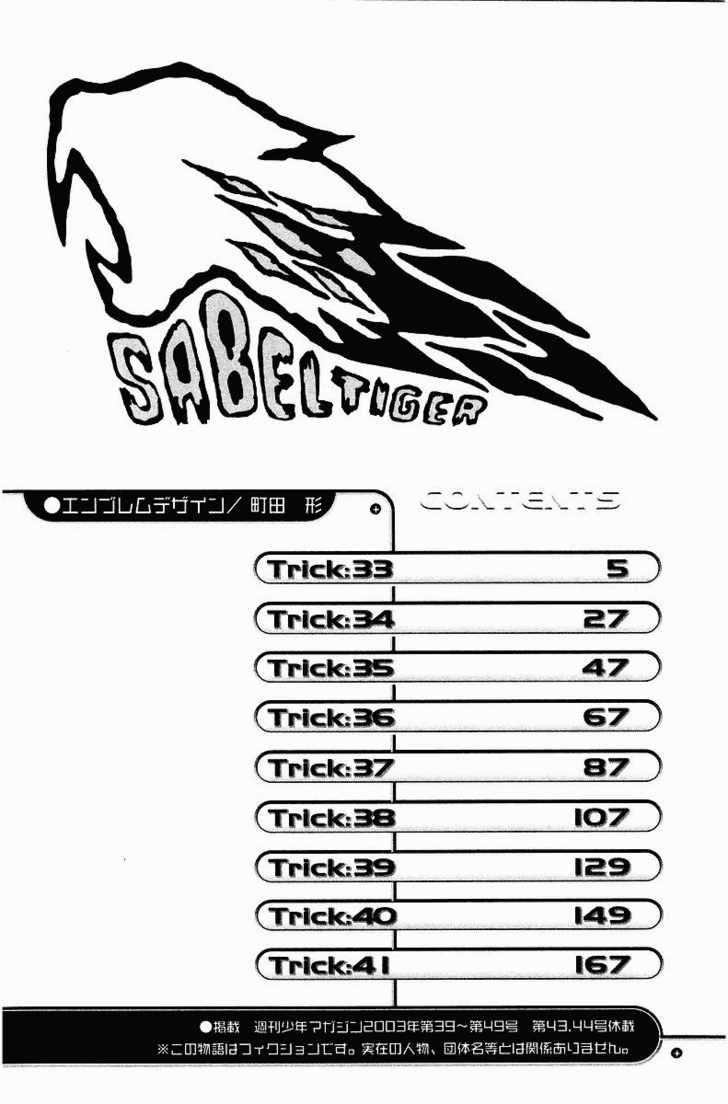 SABELTIGER
●エンブレムデザイン／町田　形
CONTENTS
Trick:33 5
Trick:34 27
Trick:35 47
Trick:36 67
Trick:37 87
Trick:38 107
Trick:39 129
Trick:40 149
Trick:41 167
●掲載　週刊少年マガジン2003年第39～第49号　第43,44号休載
※この物語はフィクションです。実在の人物、団体名等とは関係ありません。